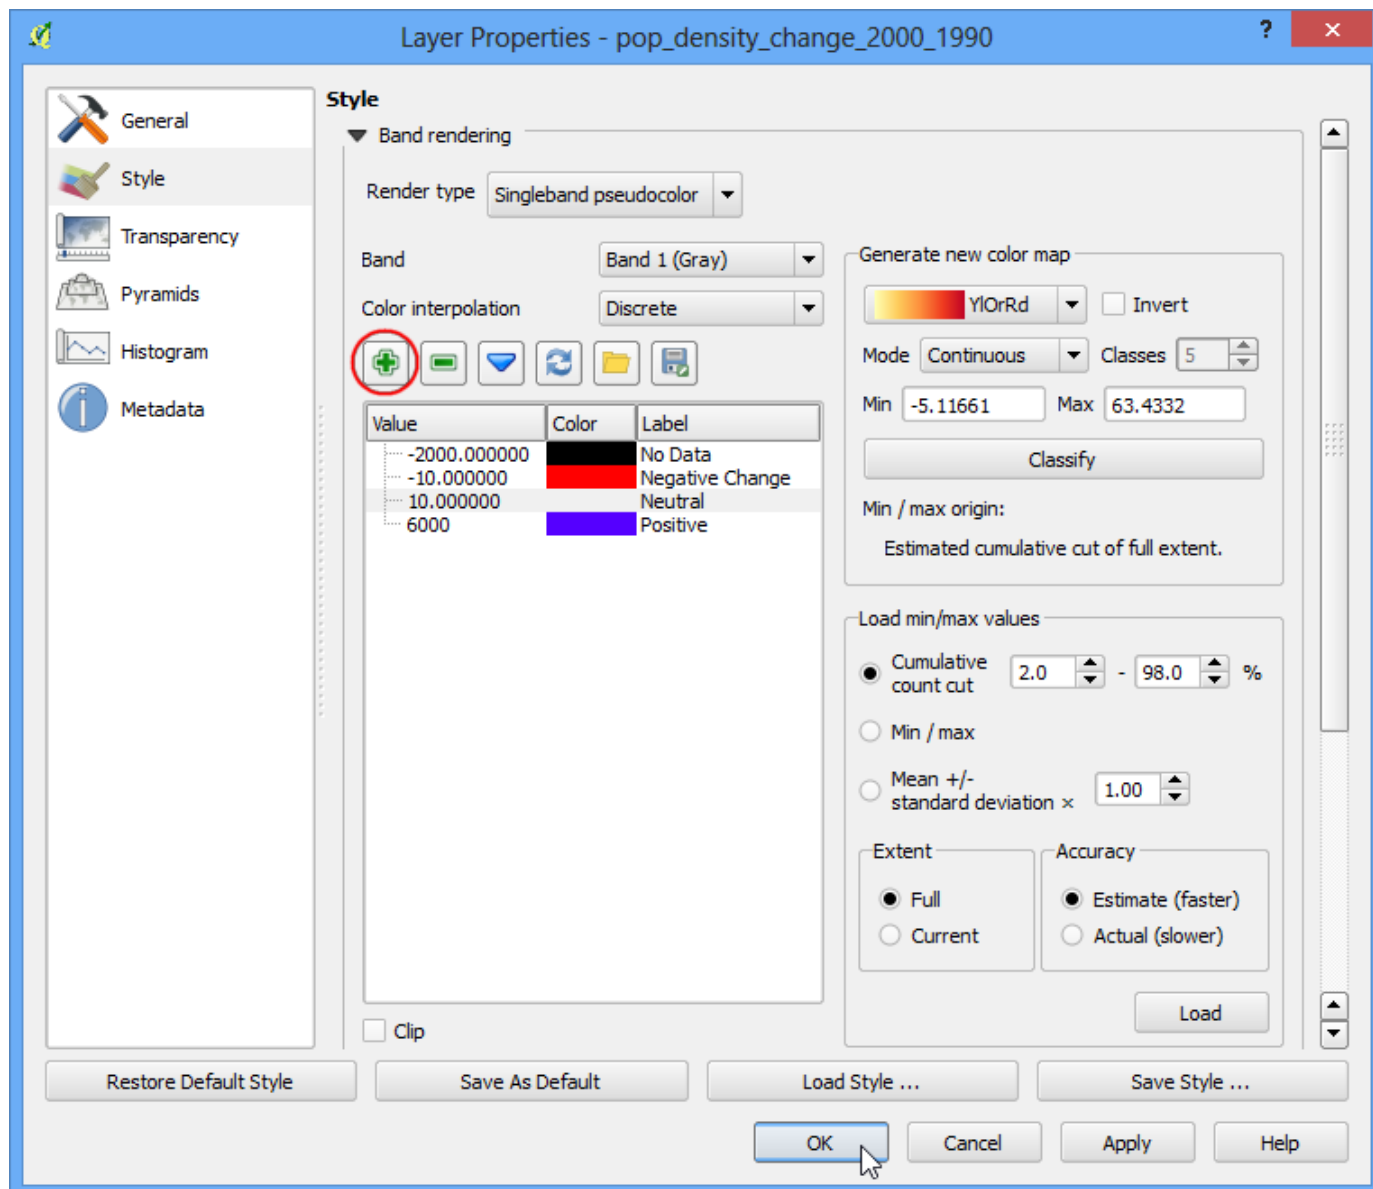 Layer Properties - pop_density_change_2000_1990
?
General
Style
Transparency
Pyramids
Histogram
Metadata
Style
Band rendering
Render type Singleband pseudocolor
Band Band 1 (Gray)
Color interpolation Discrete
Value Color Label
-2000.000000 No Data
-10.000000 Negative Change
10.000000 Neutral
6000 Positive
Clip
Generate new color map
YlOrRd Invert
Mode Continuous Classes 5
Min -5.11661 Max 63.4332
Classify
Min / max origin:
Estimated cumulative cut of full extent.
Load min/max values
Cumulative
count cut 2.0 - 98.0 %
Min / max
Mean +/-
standard deviation × 1.00
Extent
Full
Current
Accuracy
Estimate (faster)
Actual (slower)
Load
Restore Default Style Save As Default Load Style ... Save Style ...
OK Cancel Apply Help